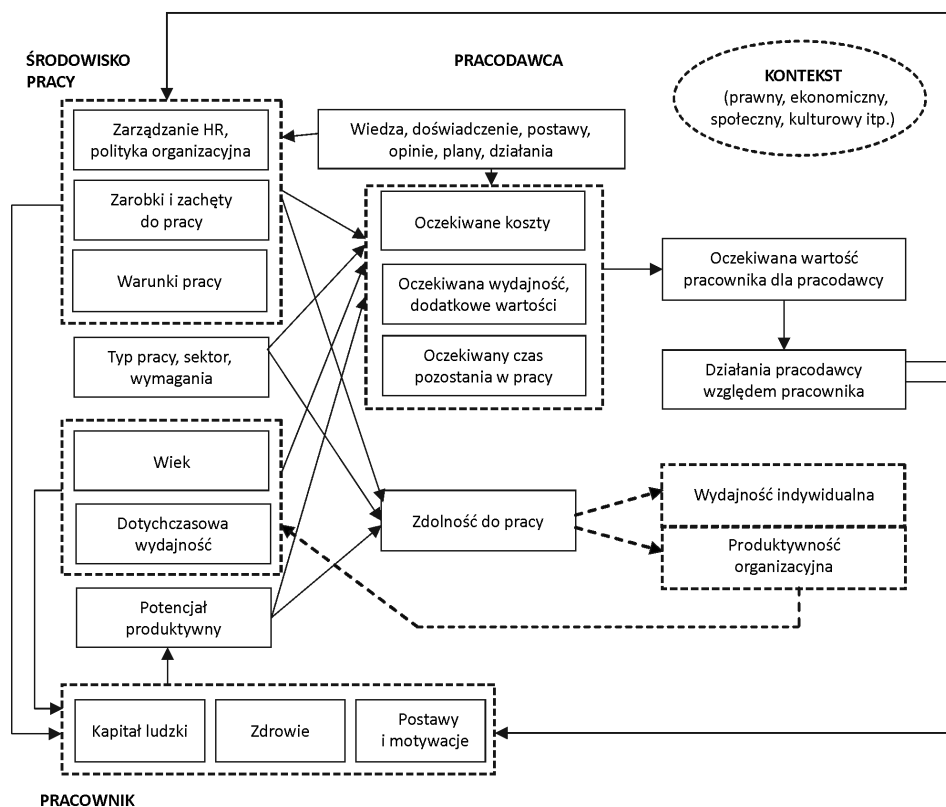 ŚRODOWISKO
PRACY
PRACODAWCA
KONTEKST
(prawny, ekonomiczny,
społeczny, kulturowy itp.)
Zarządzanie HR,
polityka organizacyjna
Wiedza, doświadczenie, postawy,
opinie, plany, działania
Zarobki i zachęty
do pracy
Oczekiwane koszty
Warunki pracy
Oczekiwana wydajność,
dodatkowe wartości
Oczekiwana wartość
pracownika dla pracodawcy
Typ pracy, sektor,
wymagania
Oczekiwany czas
pozostania w pracy
Działania pracodawcy
względem pracownika
Wiek
Dotychczasowa
wydajność
Zdolność do pracy
Wydajność indywidualna
Produktywność
organizacyjna
Potencjał
produktywny
Kapitał ludzki
Zdrowie
Postawy
i motywacje
PRACOWNIK